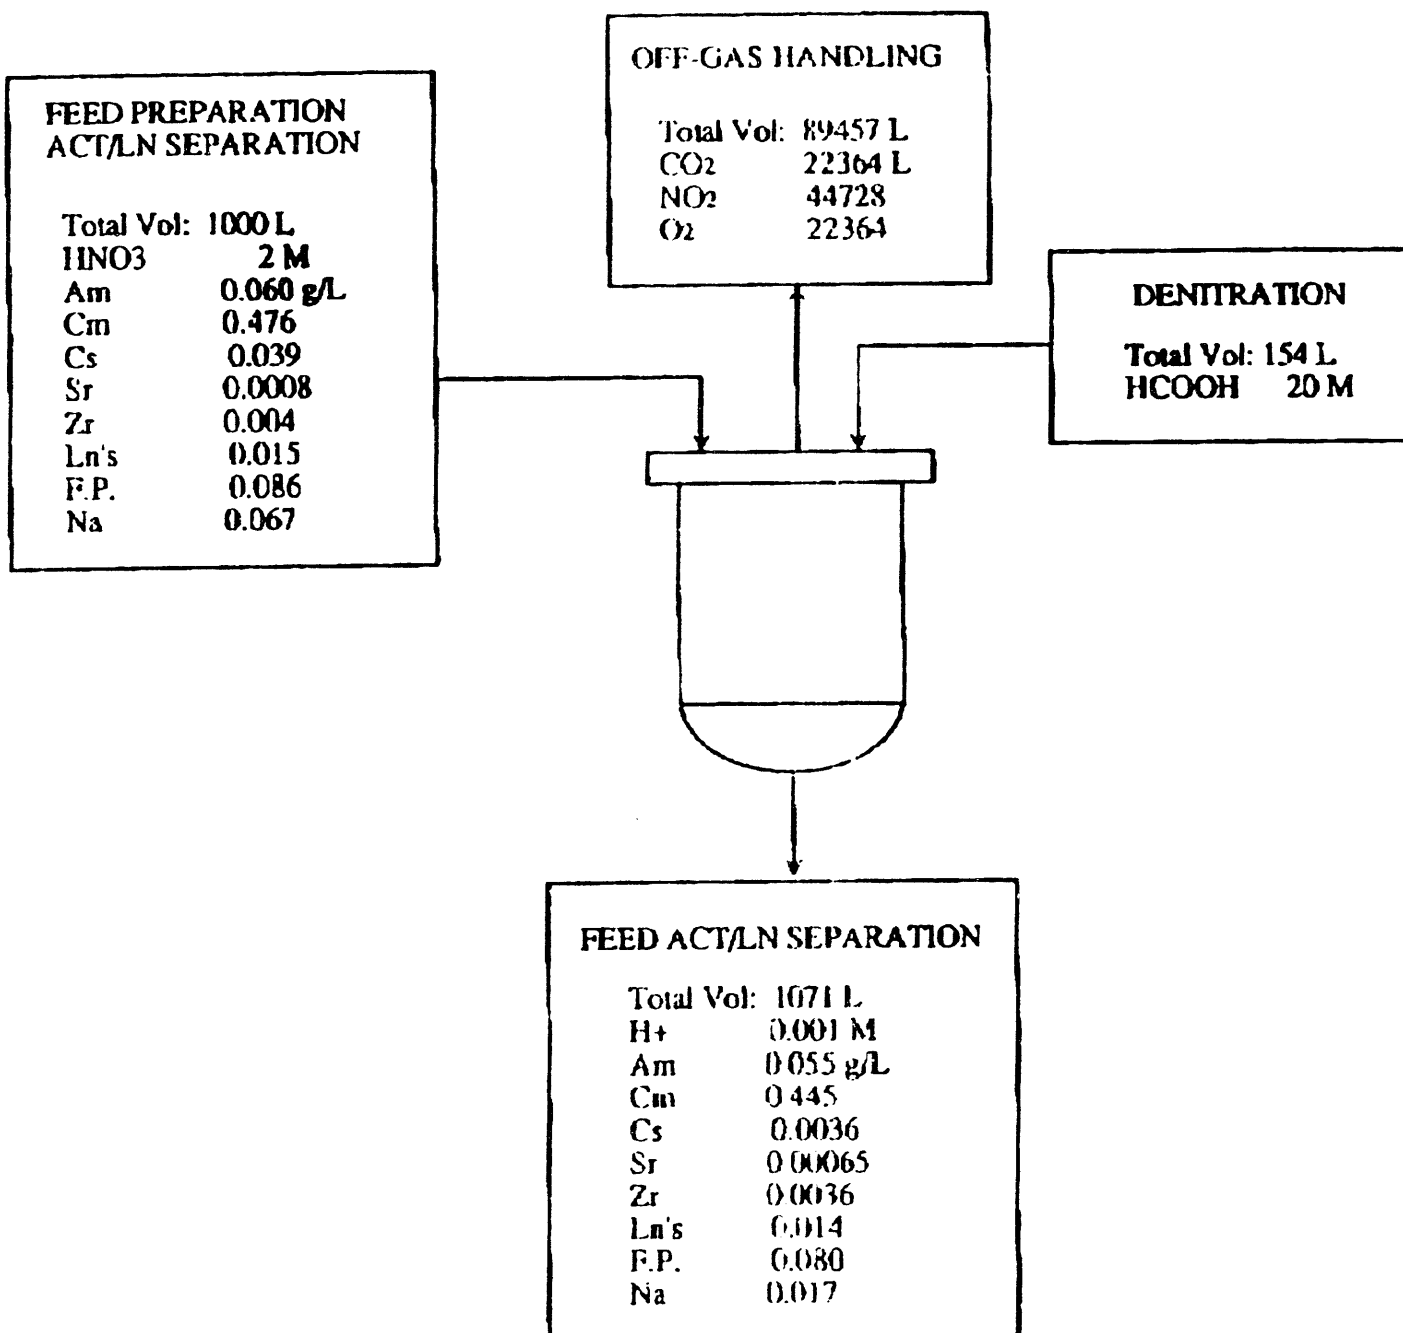 OFF-GAS HANDLING
Total Vol: 89457 L
CO2 22364 L
NO2 44728
O2 22364
FEED PREPARATION
ACT/LN SEPARATION
Total Vol: 1000 L
HNO3 2 M
Am 0.060 g/L
Cm 0.476
Cs 0.039
Sr 0.0008
Zr 0.004
Ln's 0.015
F.P. 0.086
Na 0.067
DENITRATION
Total Vol: 154 L
HCOOH 20 M
FEED ACT/LN SEPARATION
Total Vol: 1071 L
H+ 0.001 M
Am 0.055 g/L
Cm 0.445
Cs 0.0036
Sr 0.00065
Zr 0.0036
Ln's 0.014
F.P. 0.080
Na 0.017